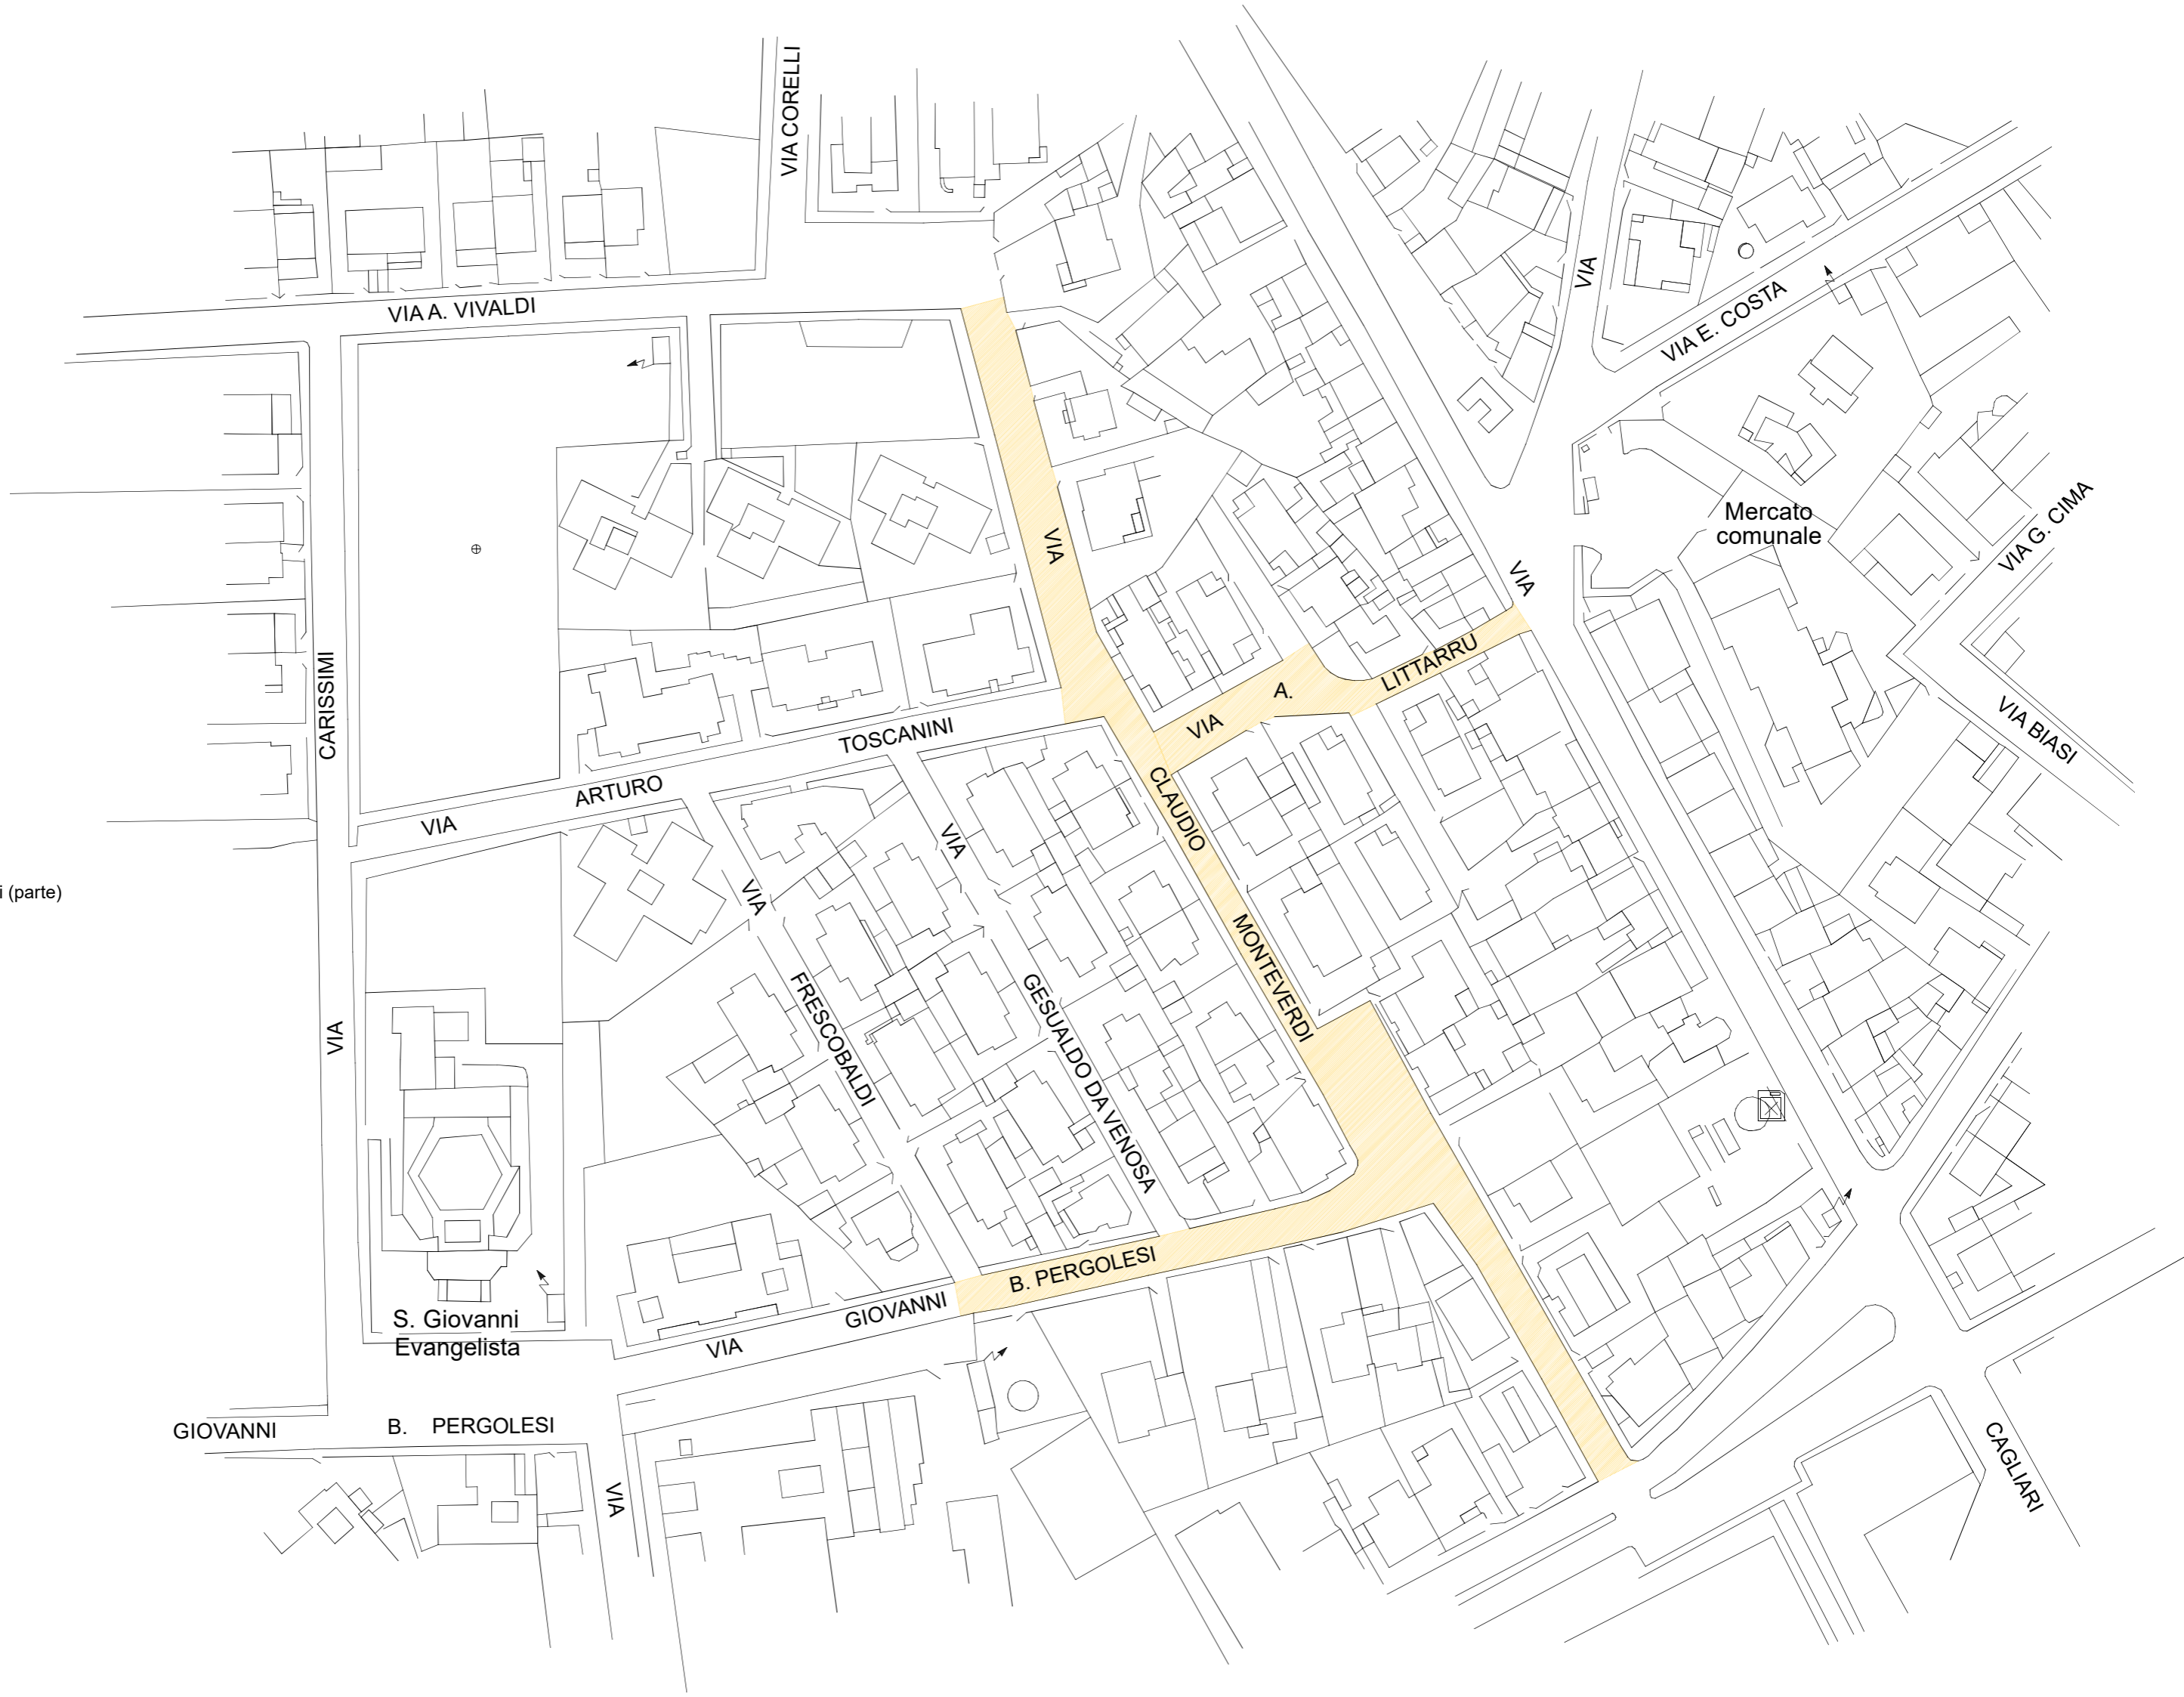 VIA CORELLI
VIA A. VIVALDI
VIA
VIA E. COSTA
Mercato
comunale
VIA G. CIMA
VIA BIASI
VIA
CLAUDIO
MONTEVERDI
VIA
VIA
A.
LITTARRU
CARISSIMI
VIA
VIA
ARTURO
TOSCANINI
i (parte)
VIA
FRESCOBALDI
VIA
GESUALDO DA VENOSA
S. Giovanni
Evangelista
VIA
GIOVANNI
B. PERGOLESI
GIOVANNI
B. PERGOLESI
VIA
CAGLIARI